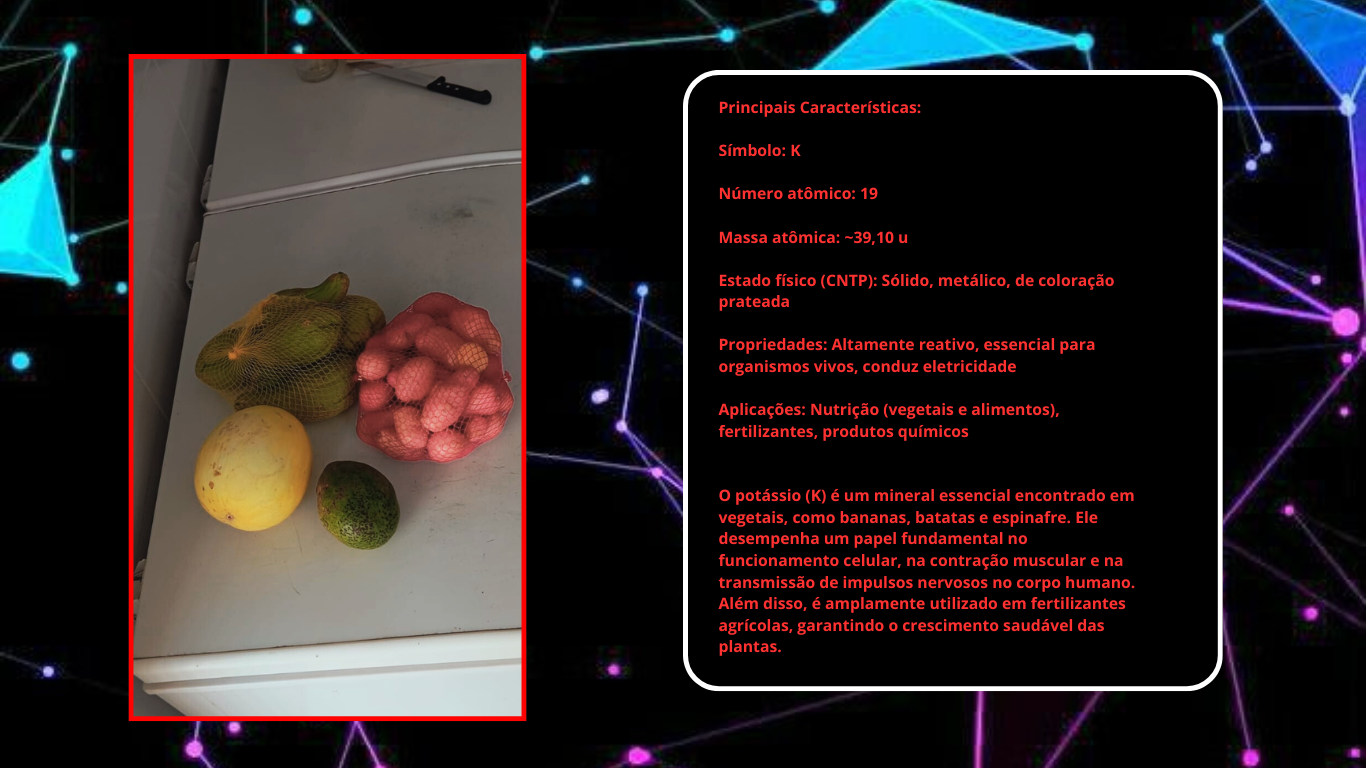 Principais Características:
Símbolo: K
Número atômico: 19
Massa atômica: ~39,10 u
Estado físico (CNTP): Sólido, metálico, de coloração
prateada
Propriedades: Altamente reativo, essencial para
organismos vivos, conduz eletricidade
Aplicações: Nutrição (vegetais e alimentos),
fertilizantes, produtos químicos
O potássio (K) é um mineral essencial encontrado em
vegetais, como bananas, batatas e espinafre. Ele
desempenha um papel fundamental no
funcionamento celular, na contração muscular e na
transmissão de impulsos nervosos no corpo humano.
Além disso, é amplamente utilizado em fertilizantes
agrícolas, garantindo o crescimento saudável das
plantas.